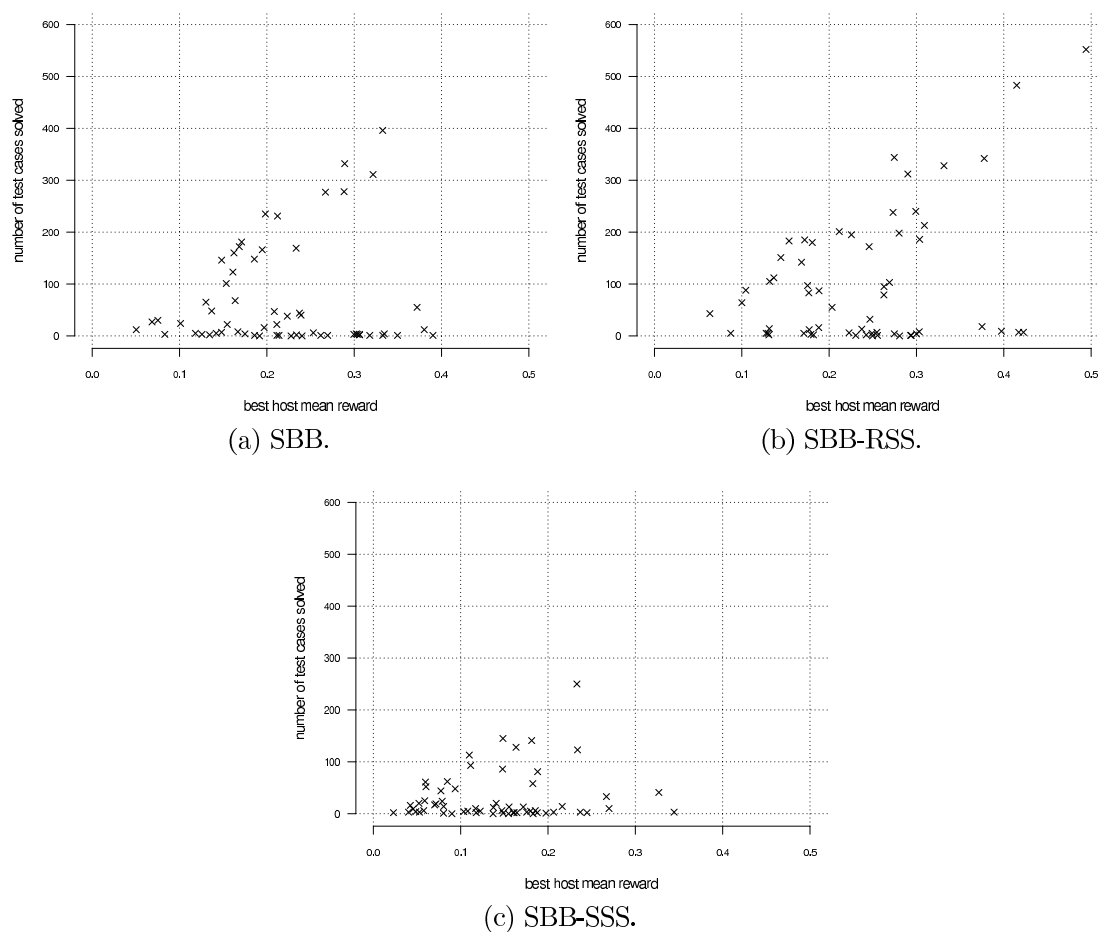 600
500
400
300
200
100
0
number of test cases solved
0.0 0.1 0.2 0.3 0.4 0.5
best host mean reward
(a) SBB.
600
500
400
300
200
100
0
number of test cases solved
0.0 0.1 0.2 0.3 0.4 0.5
best host mean reward
(b) SBB-RSS.
600
500
400
300
200
100
0
number of test cases solved
0.0 0.1 0.2 0.3 0.4 0.5
best host mean reward
(c) SBB-SSS.